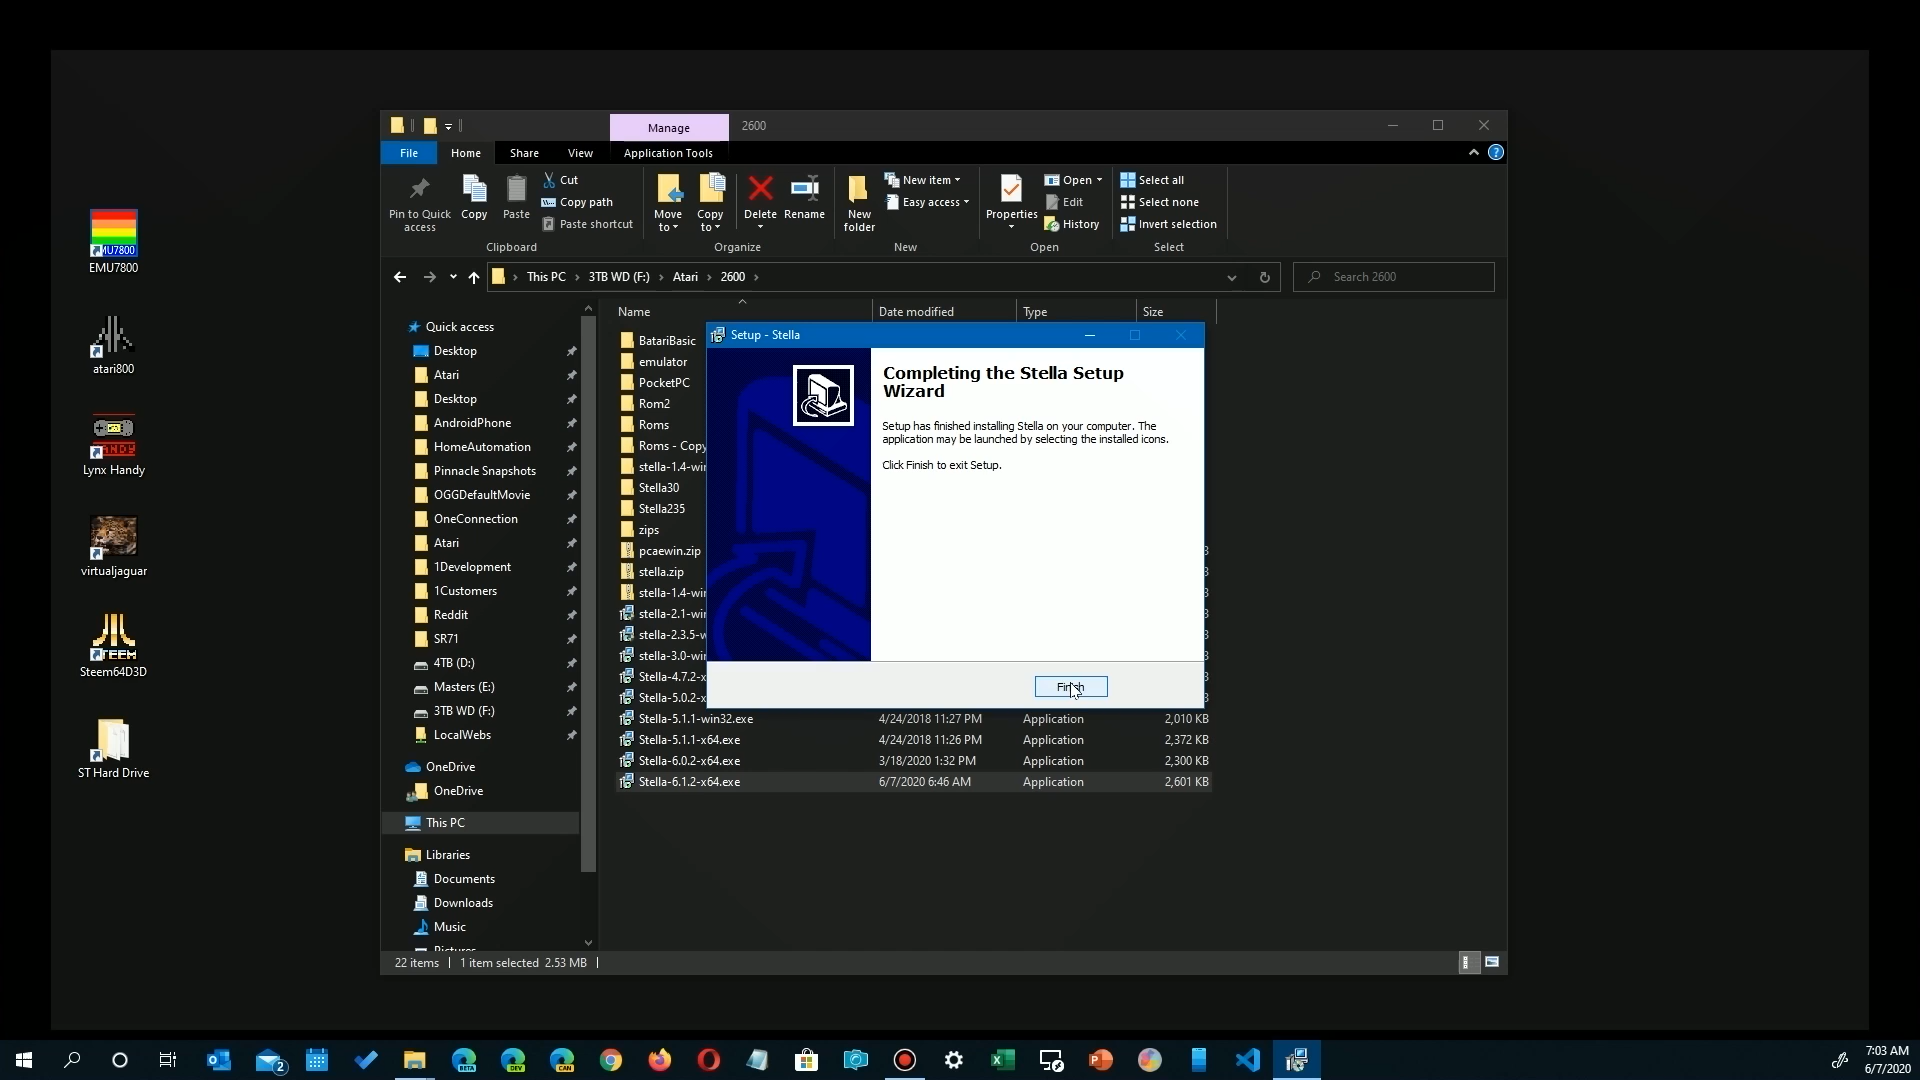 Manage
2600
File
Home
Share
View
Application Tools
Pin to Quick
access
Copy
Paste
Cut
Copy path
Paste shortcut
Clipboard
Move
to
Copy
to
Delete
Rename
Organize
New
folder
New item
Easy access
New
Properties
Open
Edit
History
Open
Select all
Select none
Invert selection
Select
This PC
3TB WD (F:)
Atari
2600
Search 2600
EMU7800
EMU7800
atari800
Lynx Handy
virtualjaguar
TEEM
Steem64D3D
ST Hard Drive
Quick access
Desktop
Atari
Desktop
AndroidPhone
HomeAutomation
Pinnacle Snapshots
OGGDefaultMovie
OneConnection
Atari
1Development
1Customers
Reddit
SR71
4TB (D:)
Masters (E:)
3TB WD (F:)
LocalWebs
OneDrive
OneDrive
This PC
Libraries
Documents
Downloads
Music
Pictures
Name
Date modified
Type
Size
BatariBasic
emulator
PocketPC
Rom2
Roms
Roms - Copy
stella-1.4-wi
Stella30
Stella235
zips
pcaewin.zip
stella.zip
stella-1.4-wi
stella-2.1-wi
stella-2.3.5-w
stella-3.0-wi
Stella-4.7.2-x
Stella-5.0.2-x
Stella-5.1.1-win32.exe 4/24/2018 11:27 PM Application 2,010 KB
Stella-5.1.1-x64.exe 4/24/2018 11:26 PM Application 2,372 KB
Stella-6.0.2-x64.exe 3/18/2020 1:32 PM Application 2,300 KB
Stella-6.1.2-x64.exe 6/7/2020 6:46 AM Application 2,601 KB
Setup - Stella
Completing the Stella Setup
Wizard
Setup has finished installing Stella on your computer. The
application may be launched by selecting the installed icons.
Click Finish to exit Setup.
Finish
22 items
1 item selected 2.53 MB
2
BETA
DEV
CAN
7:03 AM
6/7/2020